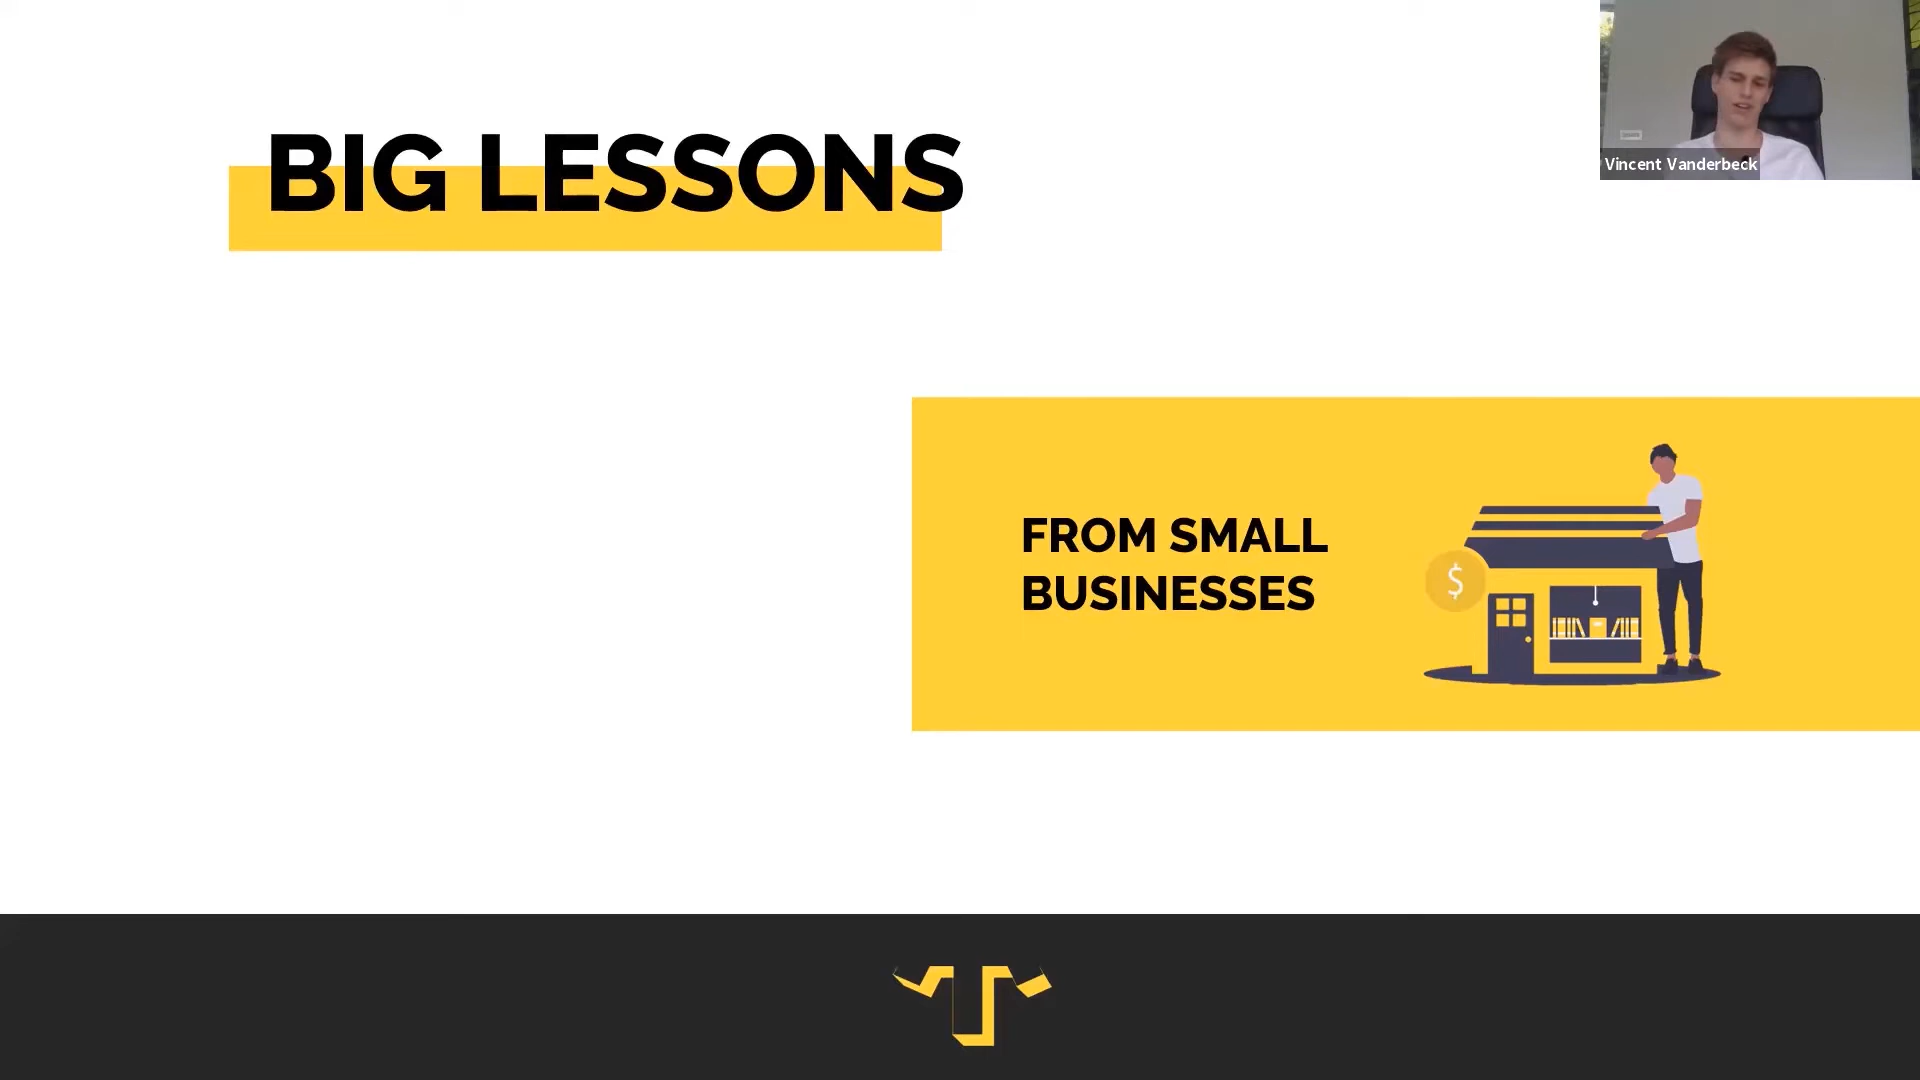 BIG LESSONS
Vincent Vanderbeck
FROM SMALL
BUSINESSES
$